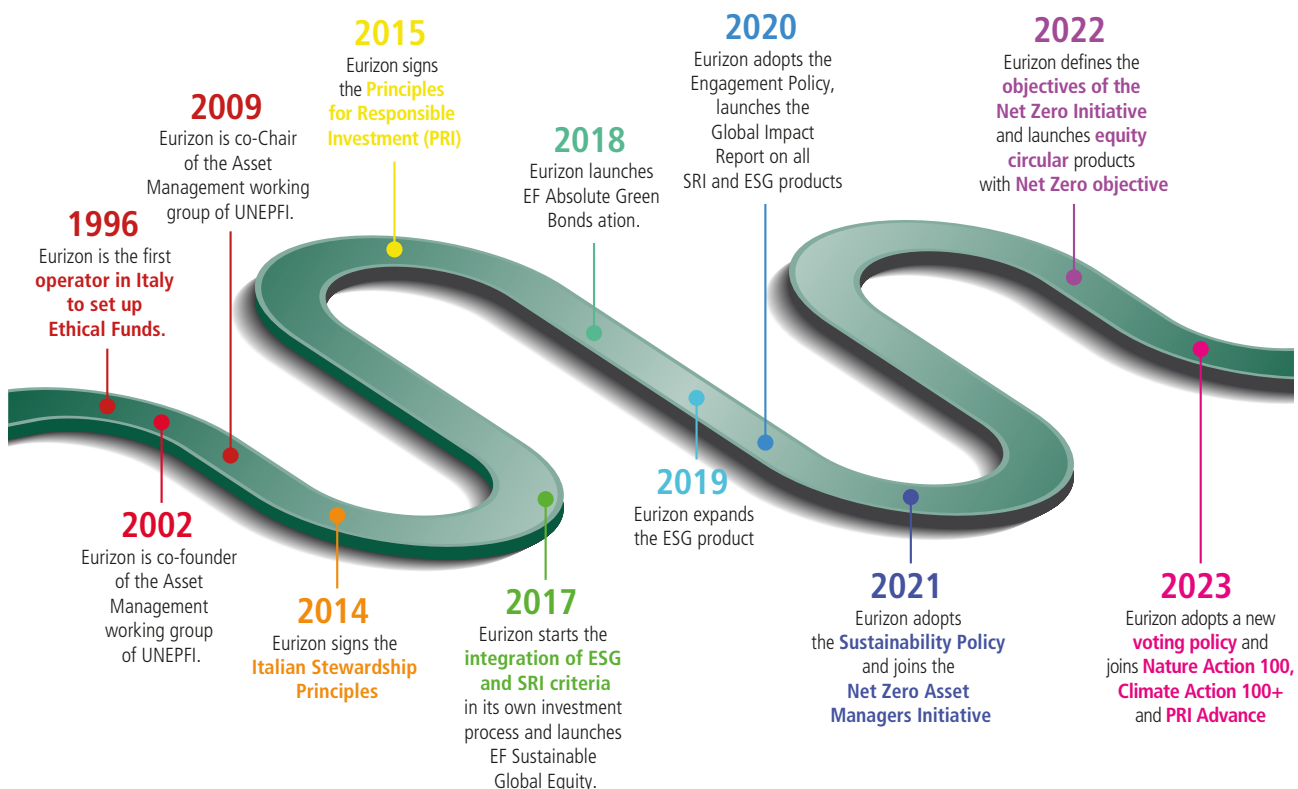 1996
Eurizon is the first
operator in Italy
to set up
Ethical Funds.
2002
Eurizon is co-founder
of the Asset
Management
working group
of UNEPFI.
2009
Eurizon is co-Chair
of the Asset
Management working
group of UNEPFI.
2014
Eurizon signs the
Italian Stewardship
Principles
2015
Eurizon signs
the Principles
for Responsible
Investment (PRI)
2017
Eurizon starts the
integration of ESG
and SRI criteria
in its own investment
process and launches
EF Sustainable
Global Equity.
2018
Eurizon launches
EF Absolute Green
Bonds ation.
2019
Eurizon expands
the ESG product
2020
Eurizon adopts the
Engagement Policy,
launches the
Global Impact
Report on all
SRI and ESG products
2021
Eurizon adopts
the Sustainability Policy
and joins the
Net Zero Asset
Managers Initiative
2022
Eurizon defines the
objectives of the
Net Zero Initiative
and launches equity
circular products
with Net Zero objective
2023
Eurizon adopts a new
voting policy and
joins Nature Action 100,
Climate Action 100+
and PRI Advance